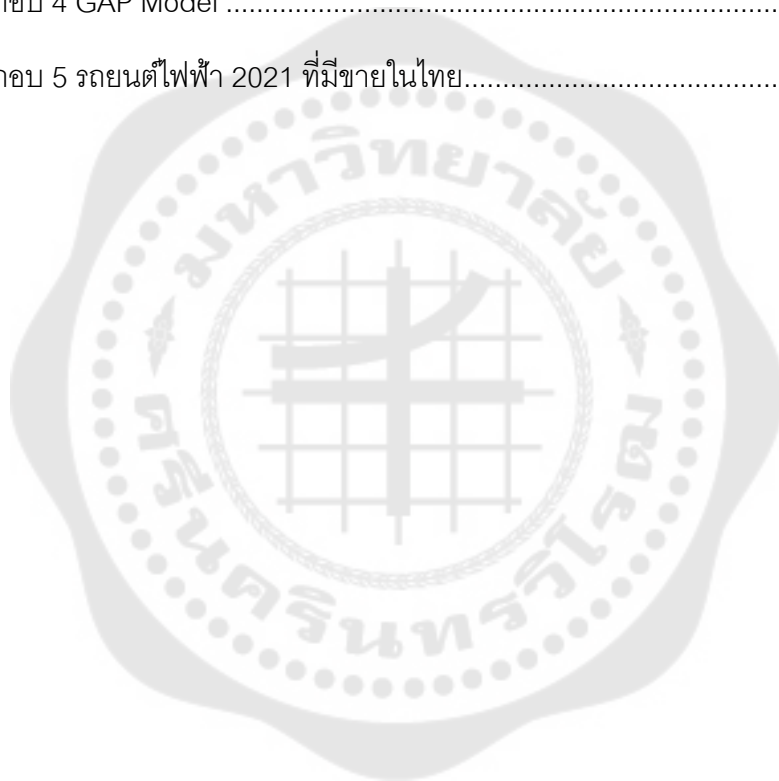 4 GAP Model ........................................................................
5 รถยนต์ไฟฟ้า 2021 ที่มีขายในไทย........................................
มหาวิทยาลัย
ศรีนครินทรวิโรฒ